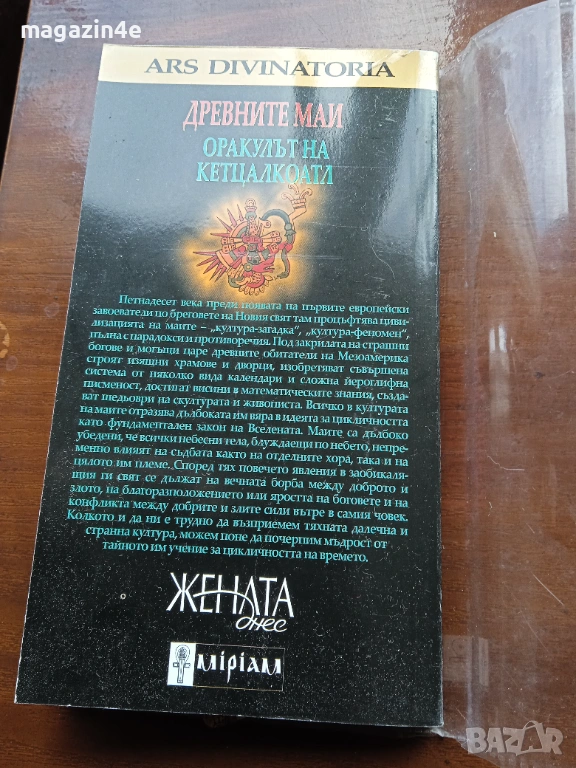 magazin4e
ARS DIVINATORIA
ДРЕВНИТЕ МАИ
ОРАКУЛЪТ НА
КЕТЦАЛКОАТЛ
Петнадесет века преди появата на първите европейски
завоеватели по бреговете на Новия свят там процъфтява циви-
лизацията на маите – „култура-загадка", „култура-феномен",
пълна с парадокси и противоречия. Под закрилата на страшни
богове и могъщи царе древните обитатели на Мезоамерика
строят изящни храмове и дворци, изобретяват съвършена
система от няколко вида календари и сложна йероглифна
писменост, достигат висини в математическите знания, създа-
ват шедьоври на скулптурата и живописта. Всичко в културата
на маите отразява дълбоката им вяра в идеята за цикличността
като фундаментален закон на Вселената. Маите са дълбоко
убедени, че всички небесни тела, блуждаещи по небето, непре-
менно влияят на съдбата както на отделните хора, така и на
цялото им племе. Според тях повечето явления в заобикаля-
щия ги свят се дължат на вечната борба между доброто и
злото, на благоразположението или яростта на боговете и на
конфликта между добрите и злите сили вътре в самия човек.
Колкото и да ни е трудно да възприемем тяхната далечна и
странна култура, можем поне да почерпим мъдрост от
тайното им учение за цикличността на времето.
ЖЕНАТА
днес
міріам
BAZAR